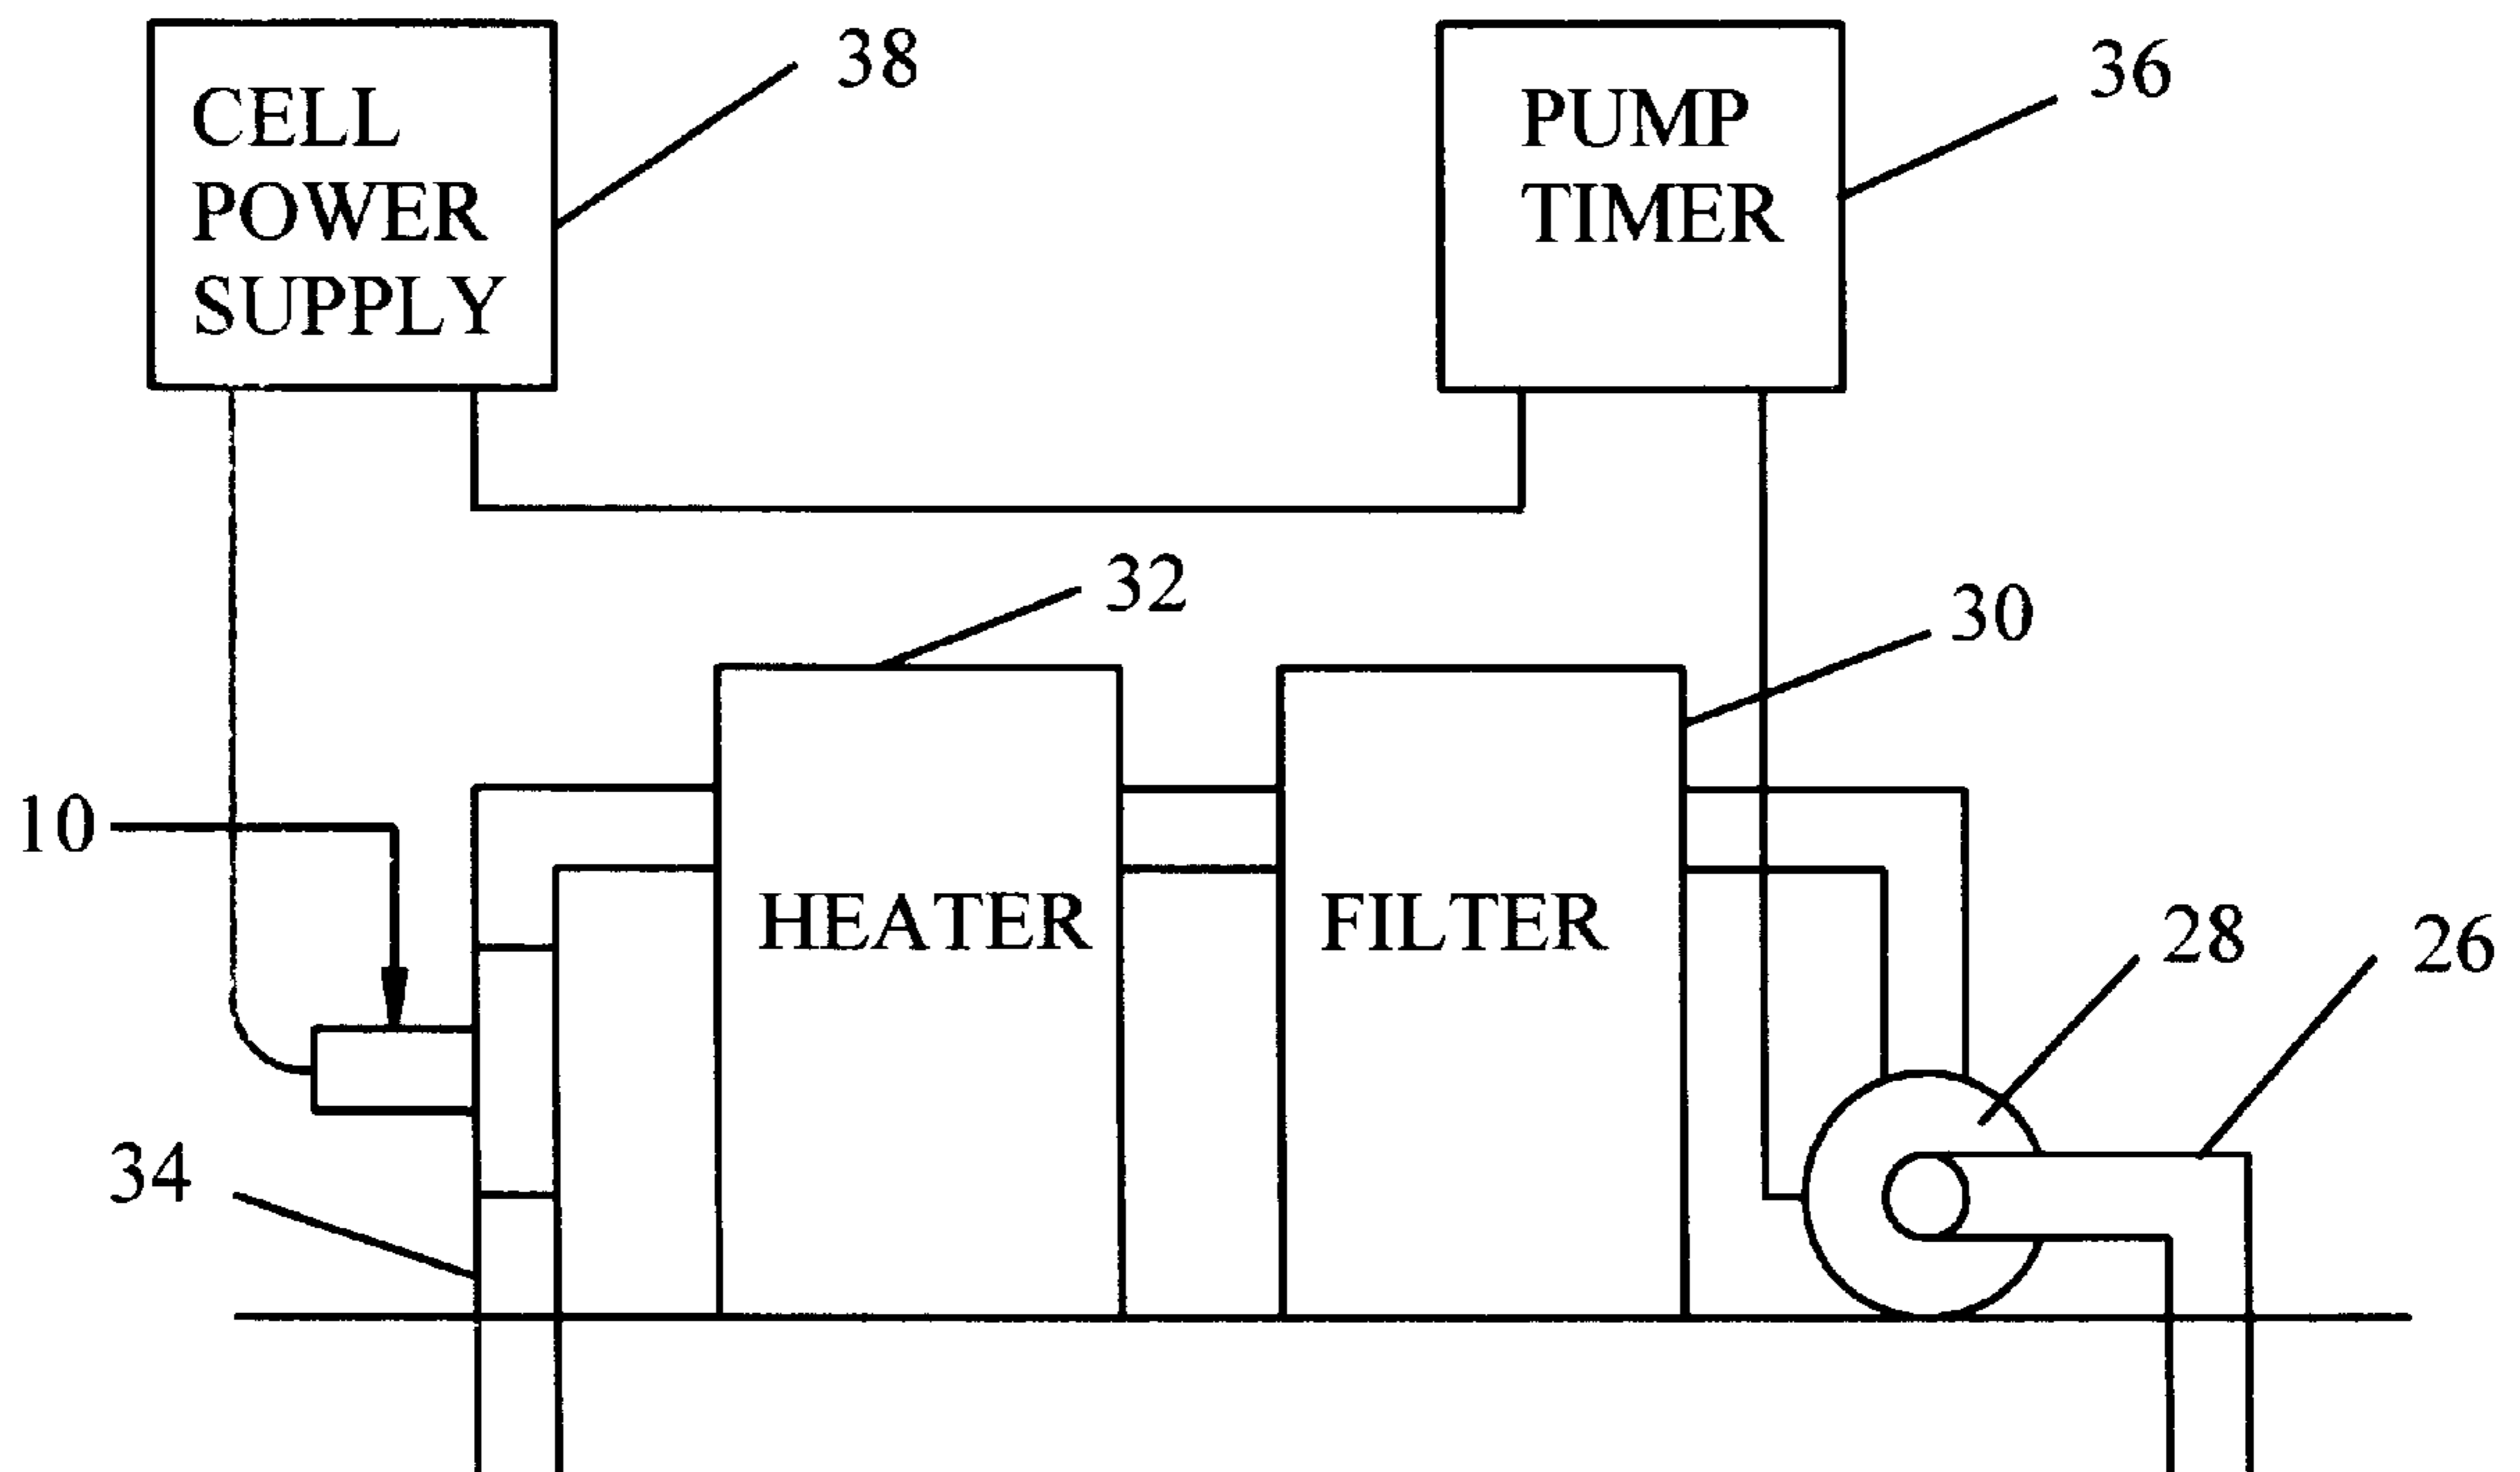 CELL
POWER
SUPPLY
38
PUMP
TIMER
36
32
30
10
HEATER
FILTER
28
26
34